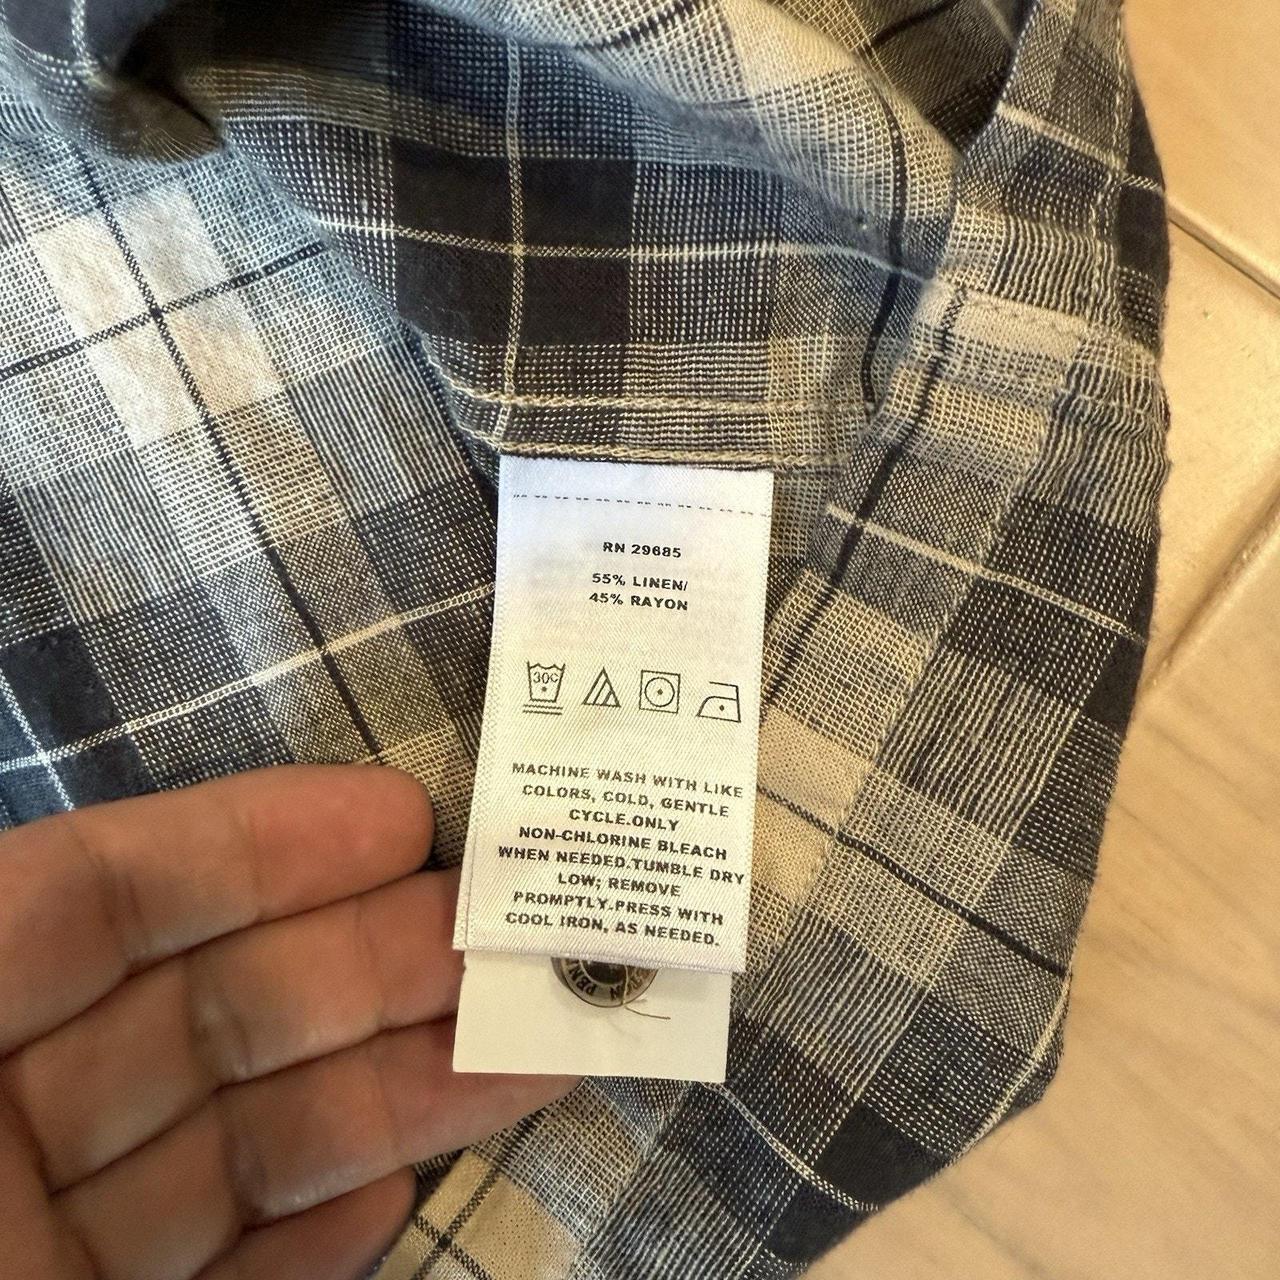 RN 29685
55% LINEN/
45% RAYON
30C
MACHINE WASH WITH LIKE
COLORS, COLD, GENTLE
CYCLE.ONLY
NON-CHLORINE BLEACH
WHEN NEEDED.TUMBLE DRY
LOW; REMOVE
PROMPTLY.PRESS WITH
COOL IRON, AS NEEDED.